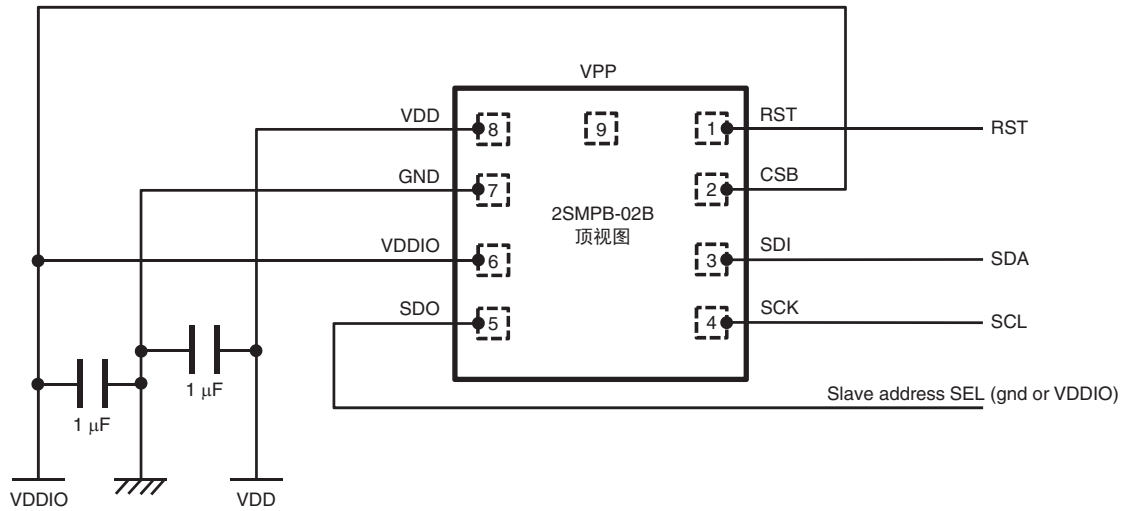 VPP
VDD
8
9
1
RST
RST
GND
7
2
CSB
2SMPB-02B
顶视图
VDDIO
6
3
SDI
SDA
SDO
5
4
SCK
SCL
1 μF
1 μF
Slave address SEL (gnd or VDDIO)
VDDIO
VDD